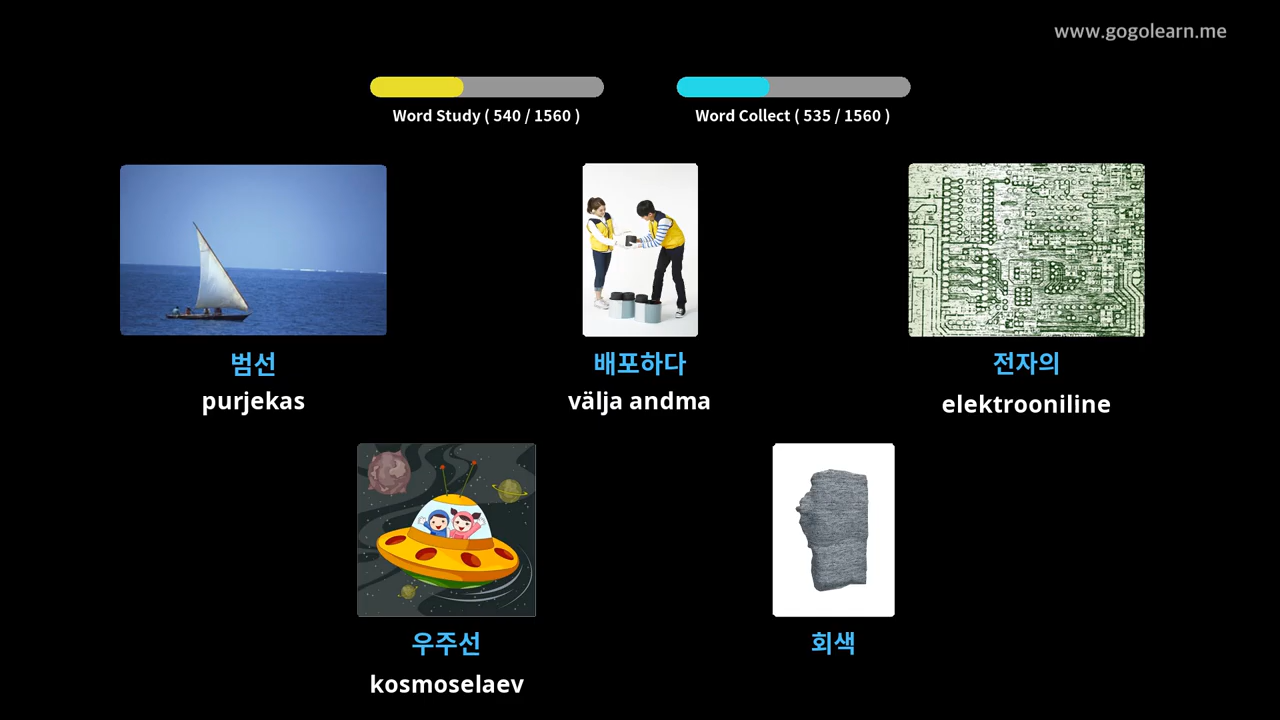 www.gogolearn.me
Word Study ( 540 / 1560 )
Word Collect ( 535 / 1560 )
범선
purjekas
배포하다
välja andma
전자의
elektrooniline
우주선
kosmoselaev
회색